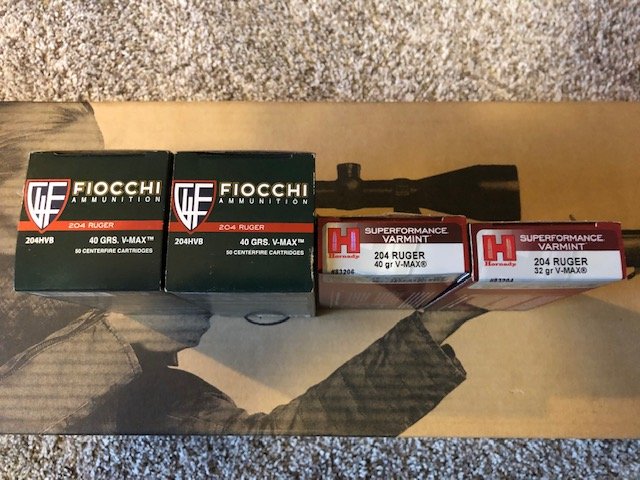 FIOCCHI
AMMUNITION
204 RUGER
204HVB
40 GRS. V-MAX™
50 CENTERFIRE CARTRIDGES
FIOCCHI
AMMUNITION
204 RUGER
204HVB
40 GRS. V-MAX™
50 CENTERFIRE CARTRIDGES
H
Hornady
SUPERFORMANCE
VARMINT
204 RUGER
40 gr V-MAX®
#83206
H
Hornady
SUPERFORMANCE
VARMINT
204 RUGER
32 gr V-MAX®
#83204